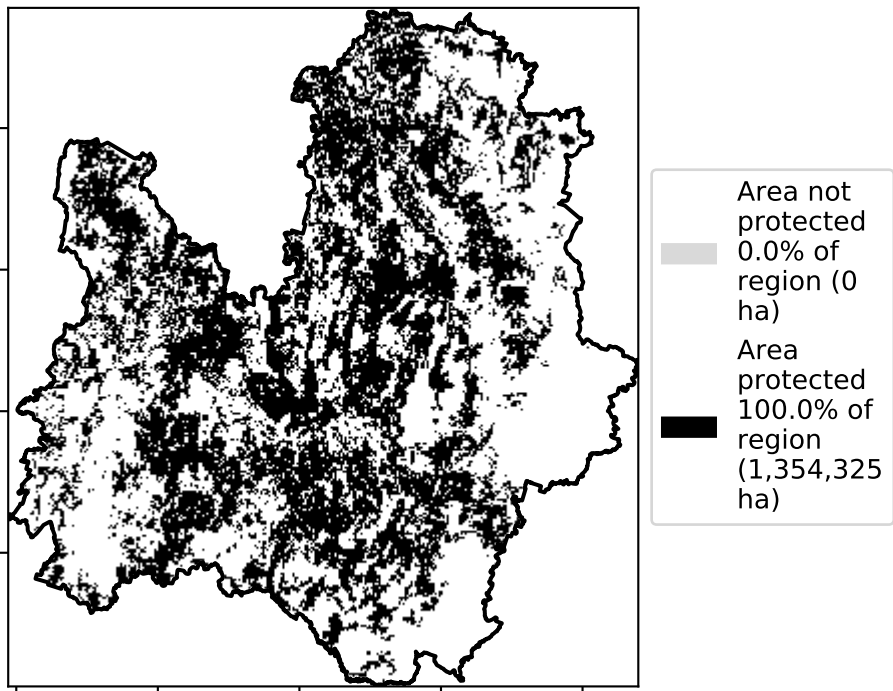 Area not
protected
0.0% of
region (0
ha)
Area
protected
100.0% of
region
(1,354,325
ha)